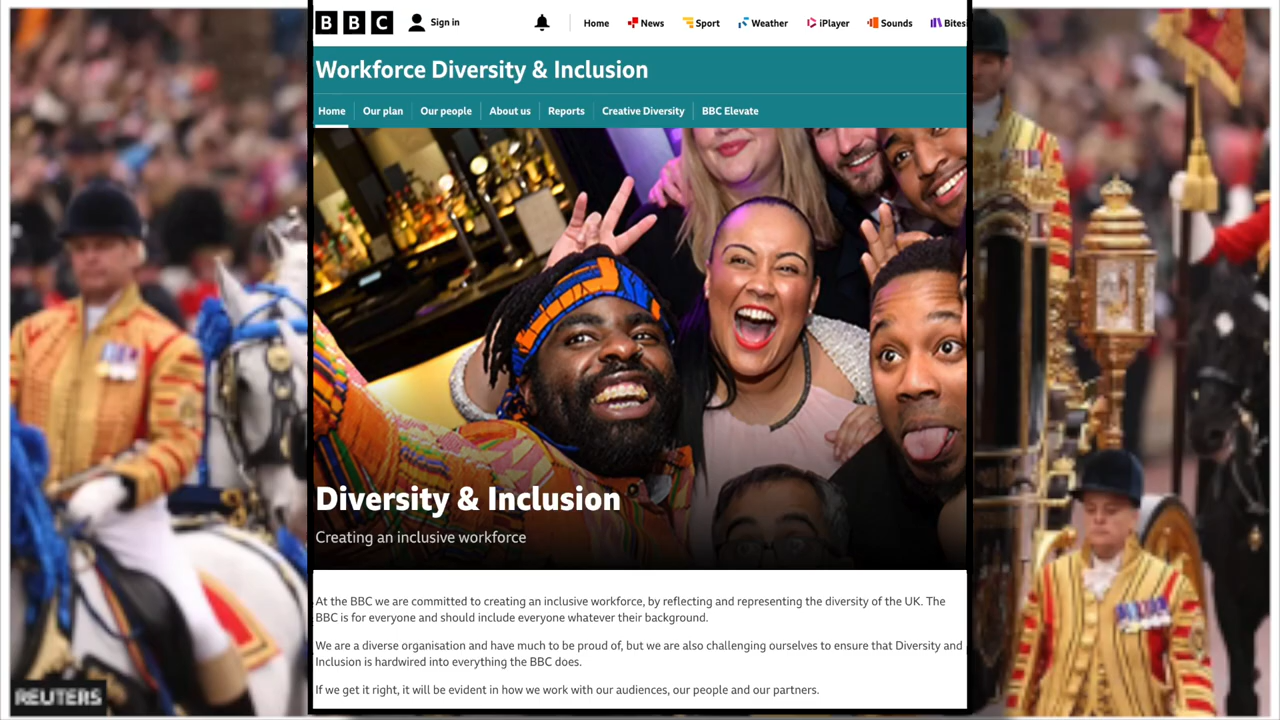 BBC Sign in Home News Sport Weather iPlayer Sounds Bites
Workforce Diversity & Inclusion
Home Our plan Our people About us Reports Creative Diversity BBC Elevate
Diversity & Inclusion
Creating an inclusive workforce
At the BBC we are committed to creating an inclusive workforce, by reflecting and representing the diversity of the UK. The
BBC is for everyone and should include everyone whatever their background.
We are a diverse organisation and have much to be proud of, but we are also challenging ourselves to ensure that Diversity and
Inclusion is hardwired into everything the BBC does.
If we get it right, it will be evident in how we work with our audiences, our people and our partners.
REUTERS